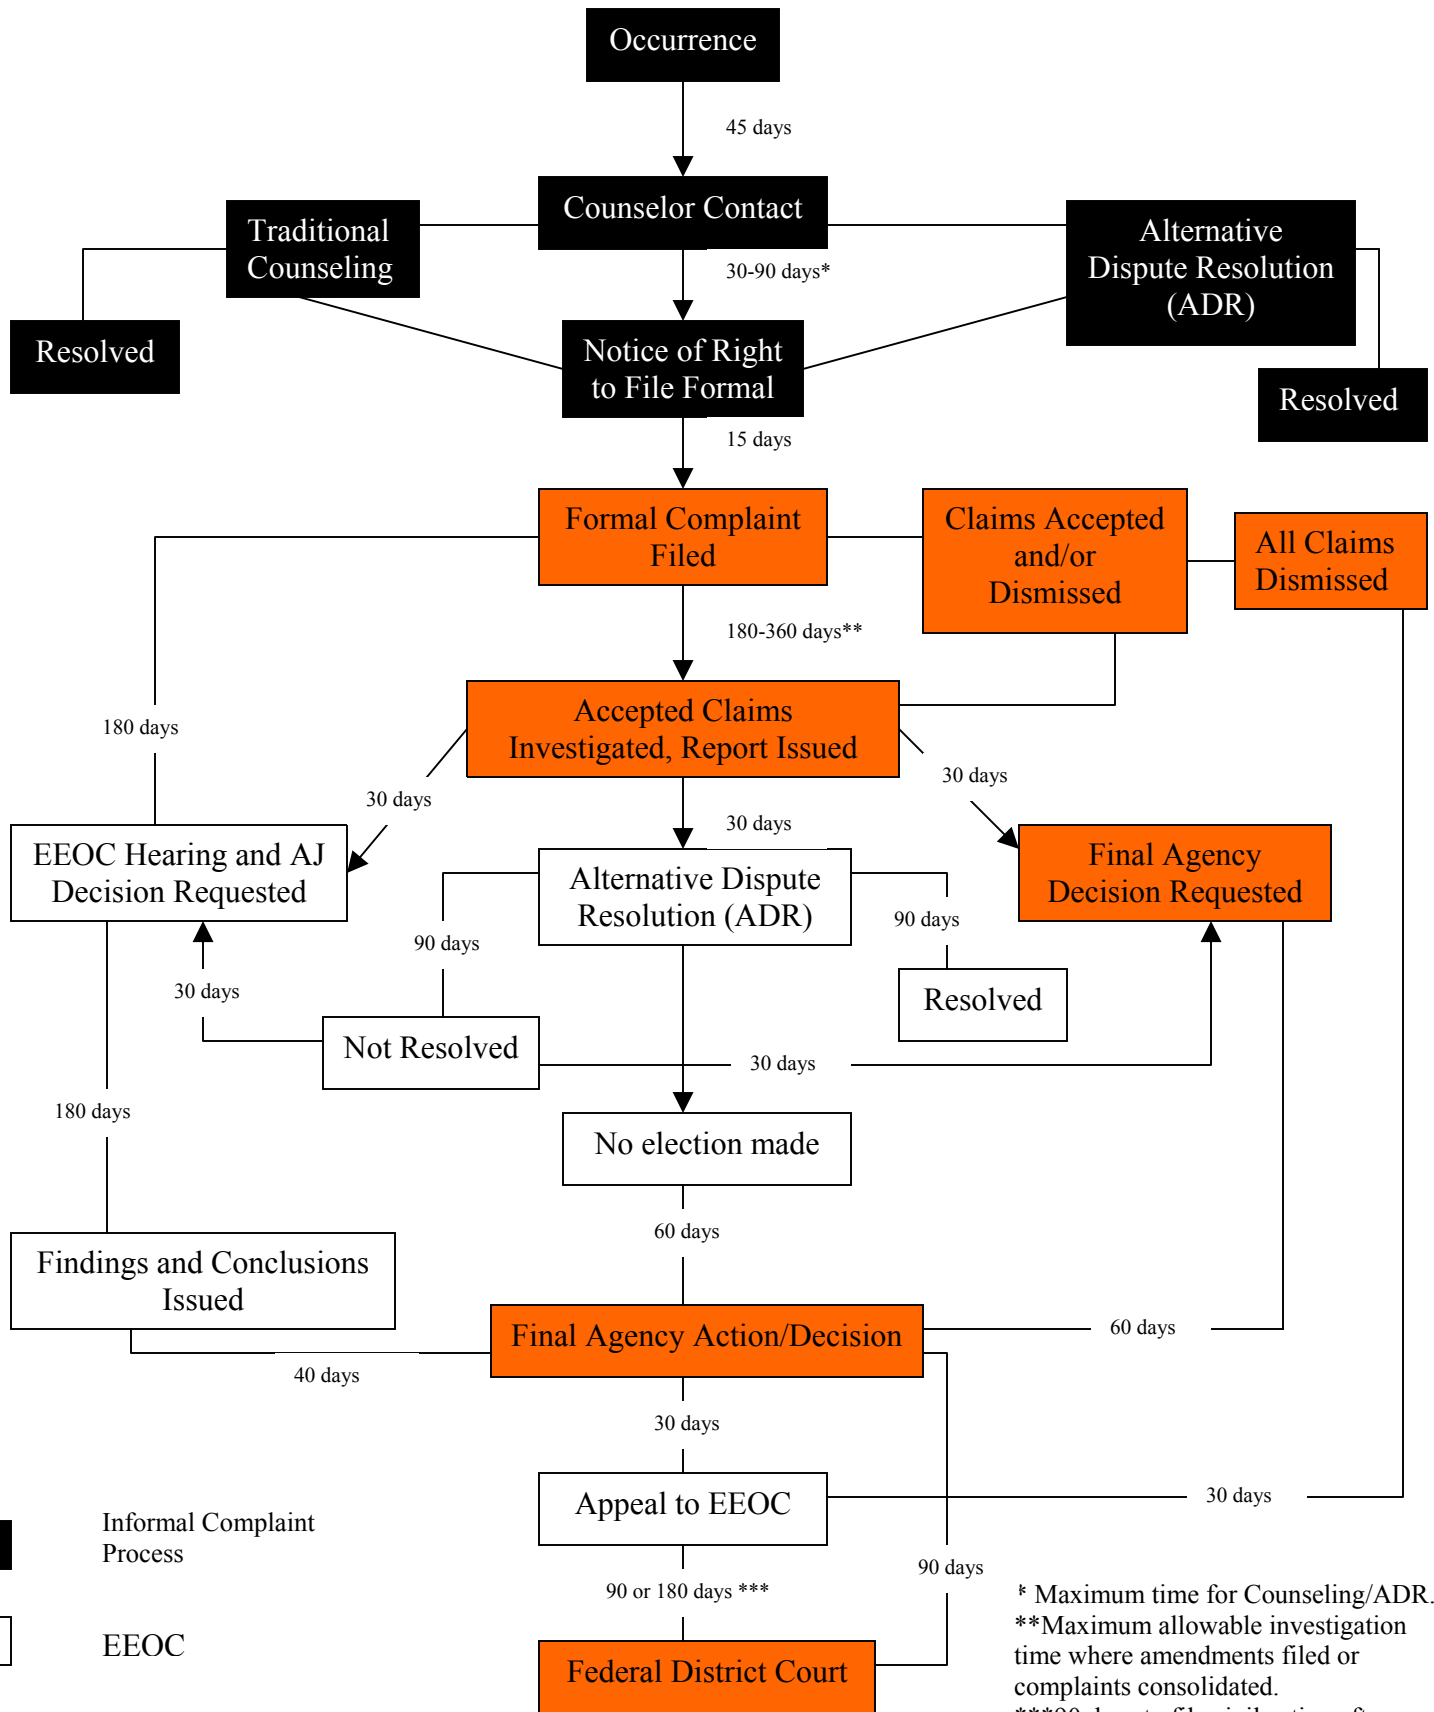 Occurrence
45 days
Counselor Contact
Traditional
Counseling
Alternative
Dispute Resolution
(ADR)
30-90 days*
Resolved
Notice of Right
to File Formal
Resolved
15 days
Formal Complaint
Filed
Claims Accepted
and/or
Dismissed
All Claims
Dismissed
180-360 days**
180 days
Accepted Claims
Investigated, Report Issued
30 days
30 days
30 days
EEOC Hearing and AJ
Decision Requested
Alternative Dispute
Resolution (ADR)
Final Agency
Decision Requested
90 days
90 days
30 days
Resolved
Not Resolved
30 days
180 days
No election made
60 days
Findings and Conclusions
Issued
Final Agency Action/Decision
60 days
40 days
30 days
Appeal to EEOC
30 days
Informal Complaint
Process
90 days
90 or 180 days ***
EEOC
Federal District Court
* Maximum time for Counseling/ADR.
**Maximum allowable investigation
time where amendments filed or
complaints consolidated.